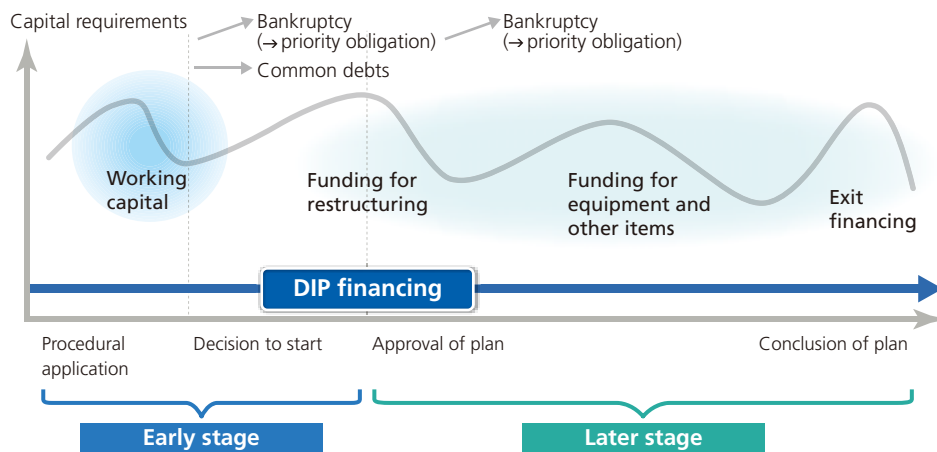 Capital requirements
Bankruptcy
(→ priority obligation)
Bankruptcy
(→ priority obligation)
Common debts
Working
capital
Funding for
restructuring
Funding for
equipment and
other items
Exit
financing
DIP financing
Procedural
application
Decision to start
Approval of plan
Conclusion of plan
Early stage
Later stage